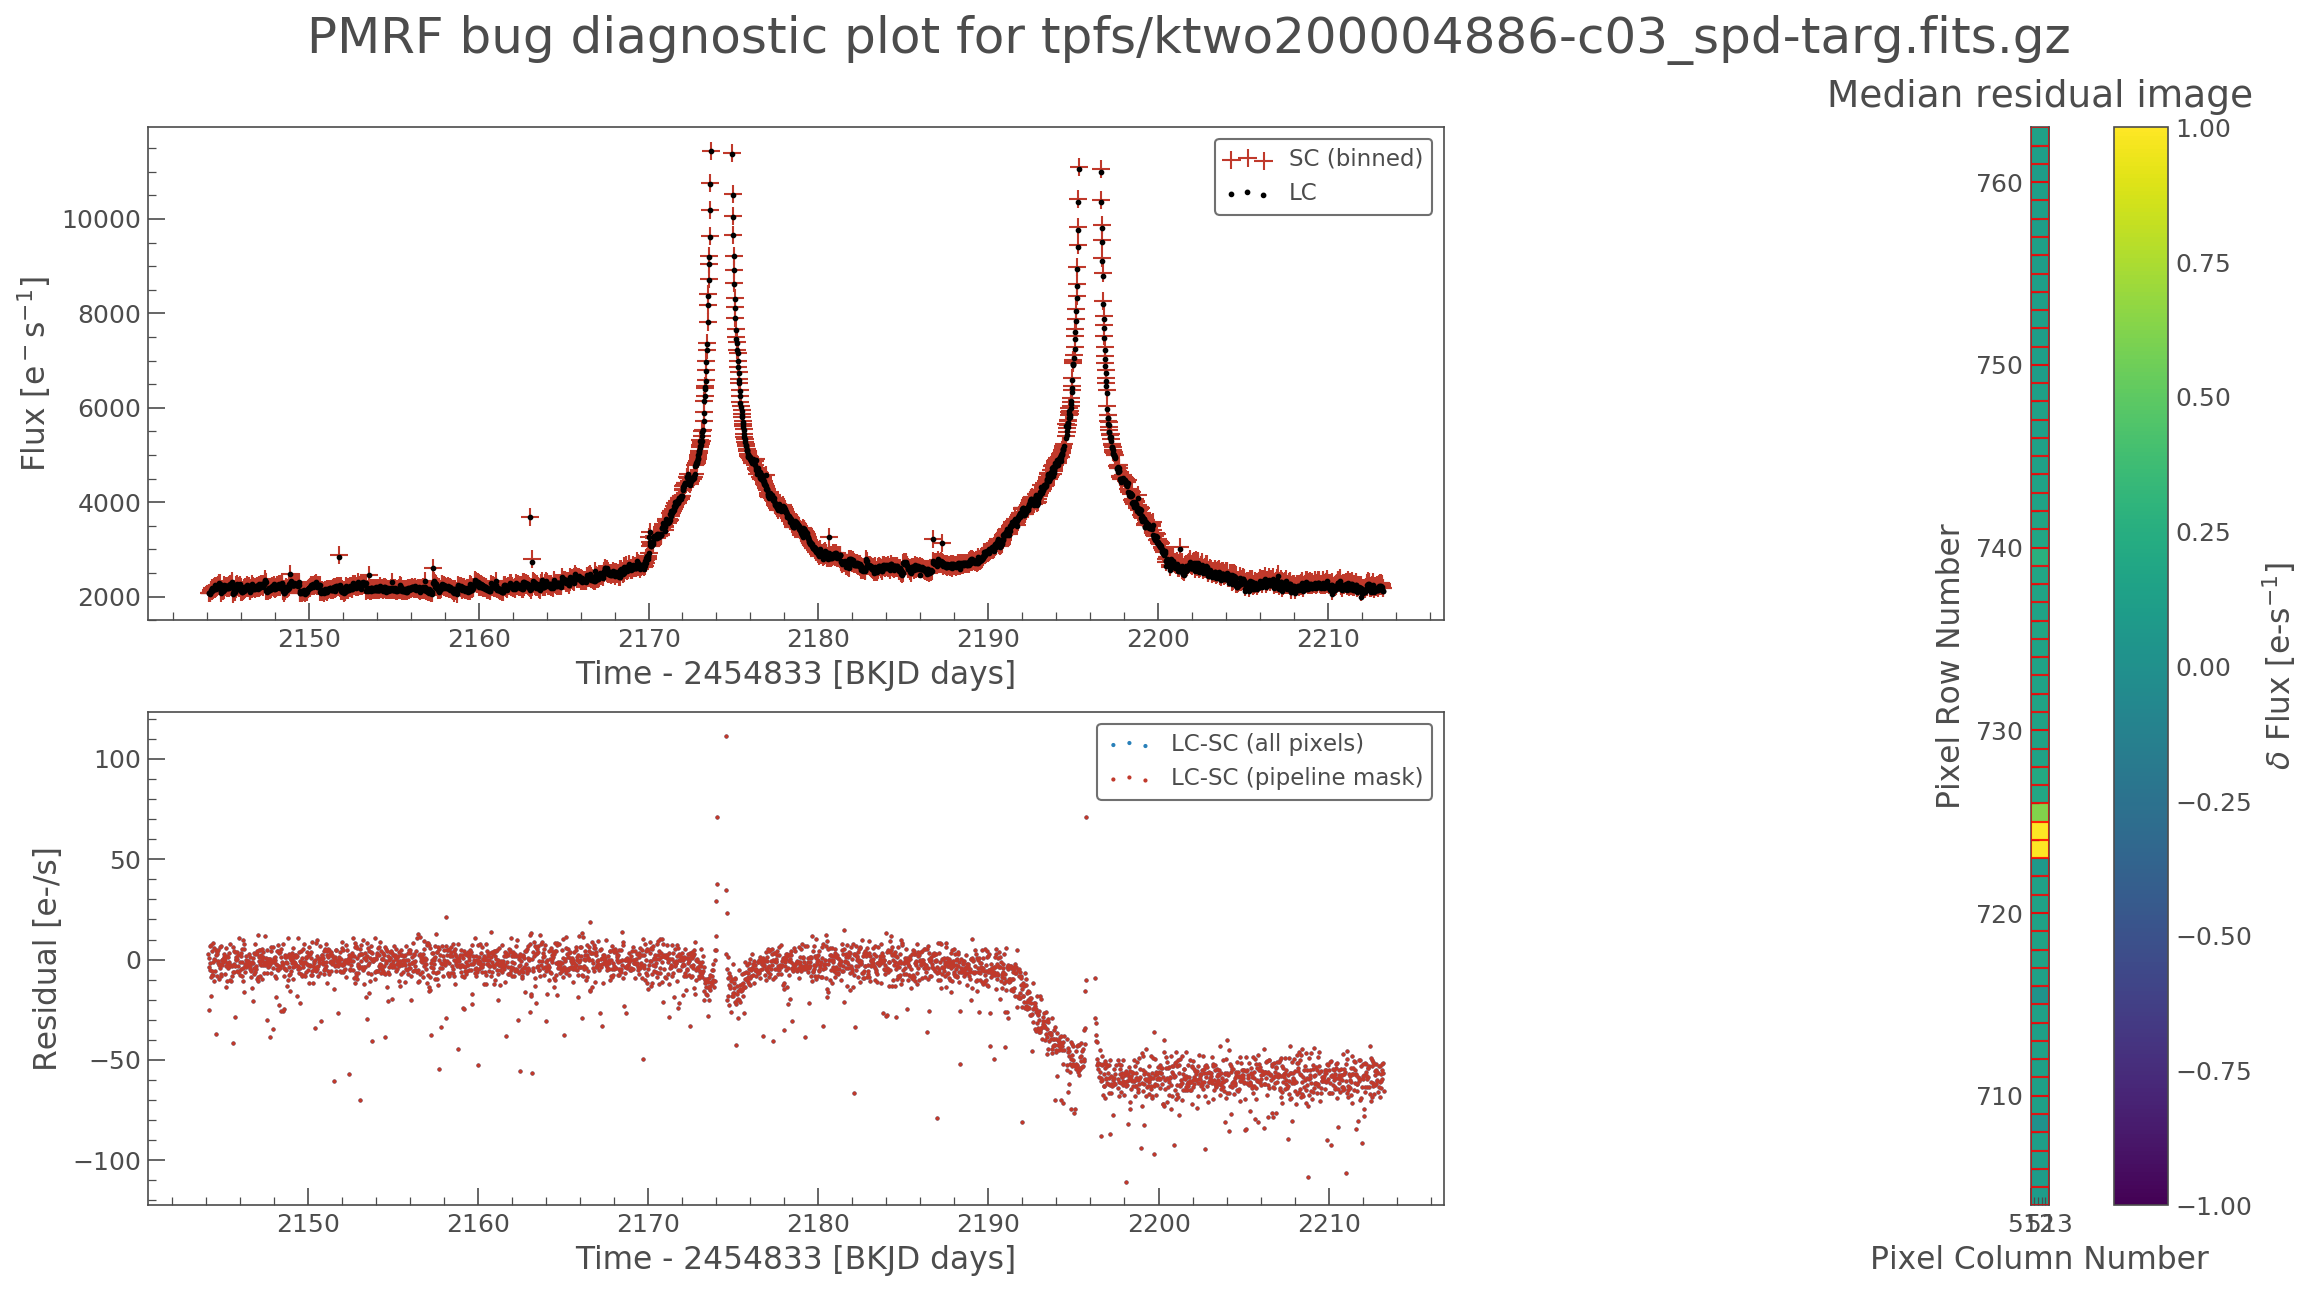 PMRF bug diagnostic plot for tpfs/ktwo200004886-c03_spd-targ.fits.gz
Flux [e⁻ s⁻¹]
10000
8000
6000
4000
2000
SC (binned)
LC
2150 2160 2170 2180 2190 2200 2210
Time - 2454833 [BKJD days]
Residual [e-/s]
100
50
0
−50
−100
LC-SC (all pixels)
LC-SC (pipeline mask)
2150 2160 2170 2180 2190 2200 2210
Time - 2454833 [BKJD days]
Median residual image
Pixel Row Number
760
750
740
730
720
710
512 513
Pixel Column Number
1.00
0.75
0.50
0.25
0.00
−0.25
−0.50
−0.75
−1.00
δ Flux [e-s⁻¹]